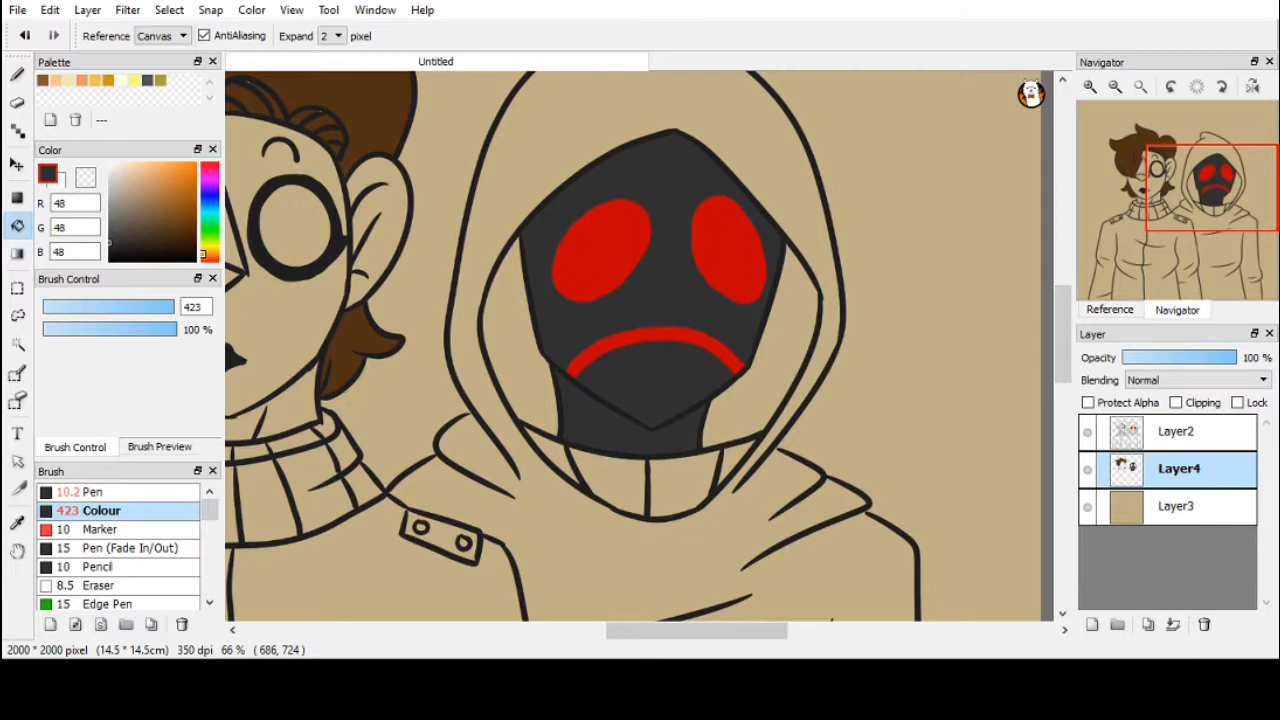 File Edit Layer Filter Select Snap Color View Tool Window Help
Reference Canvas AntiAliasing Expand 2 pixel
Palette
Untitled
Navigator
---
Color
R 48
G 48
B 48
Brush Control
423
100 %
Reference Navigator
Layer
Opacity 100 %
Blending Normal
Protect Alpha Clipping Lock
Layer2
Brush Control Brush Preview
Layer4
Brush
10.2 Pen
423 Colour
Layer3
10 Marker
15 Pen (Fade In/Out)
10 Pencil
8.5 Eraser
15 Edge Pen
2000 * 2000 pixel (14.5 * 14.5cm) 350 dpi 66 % ( 686, 724 )
T